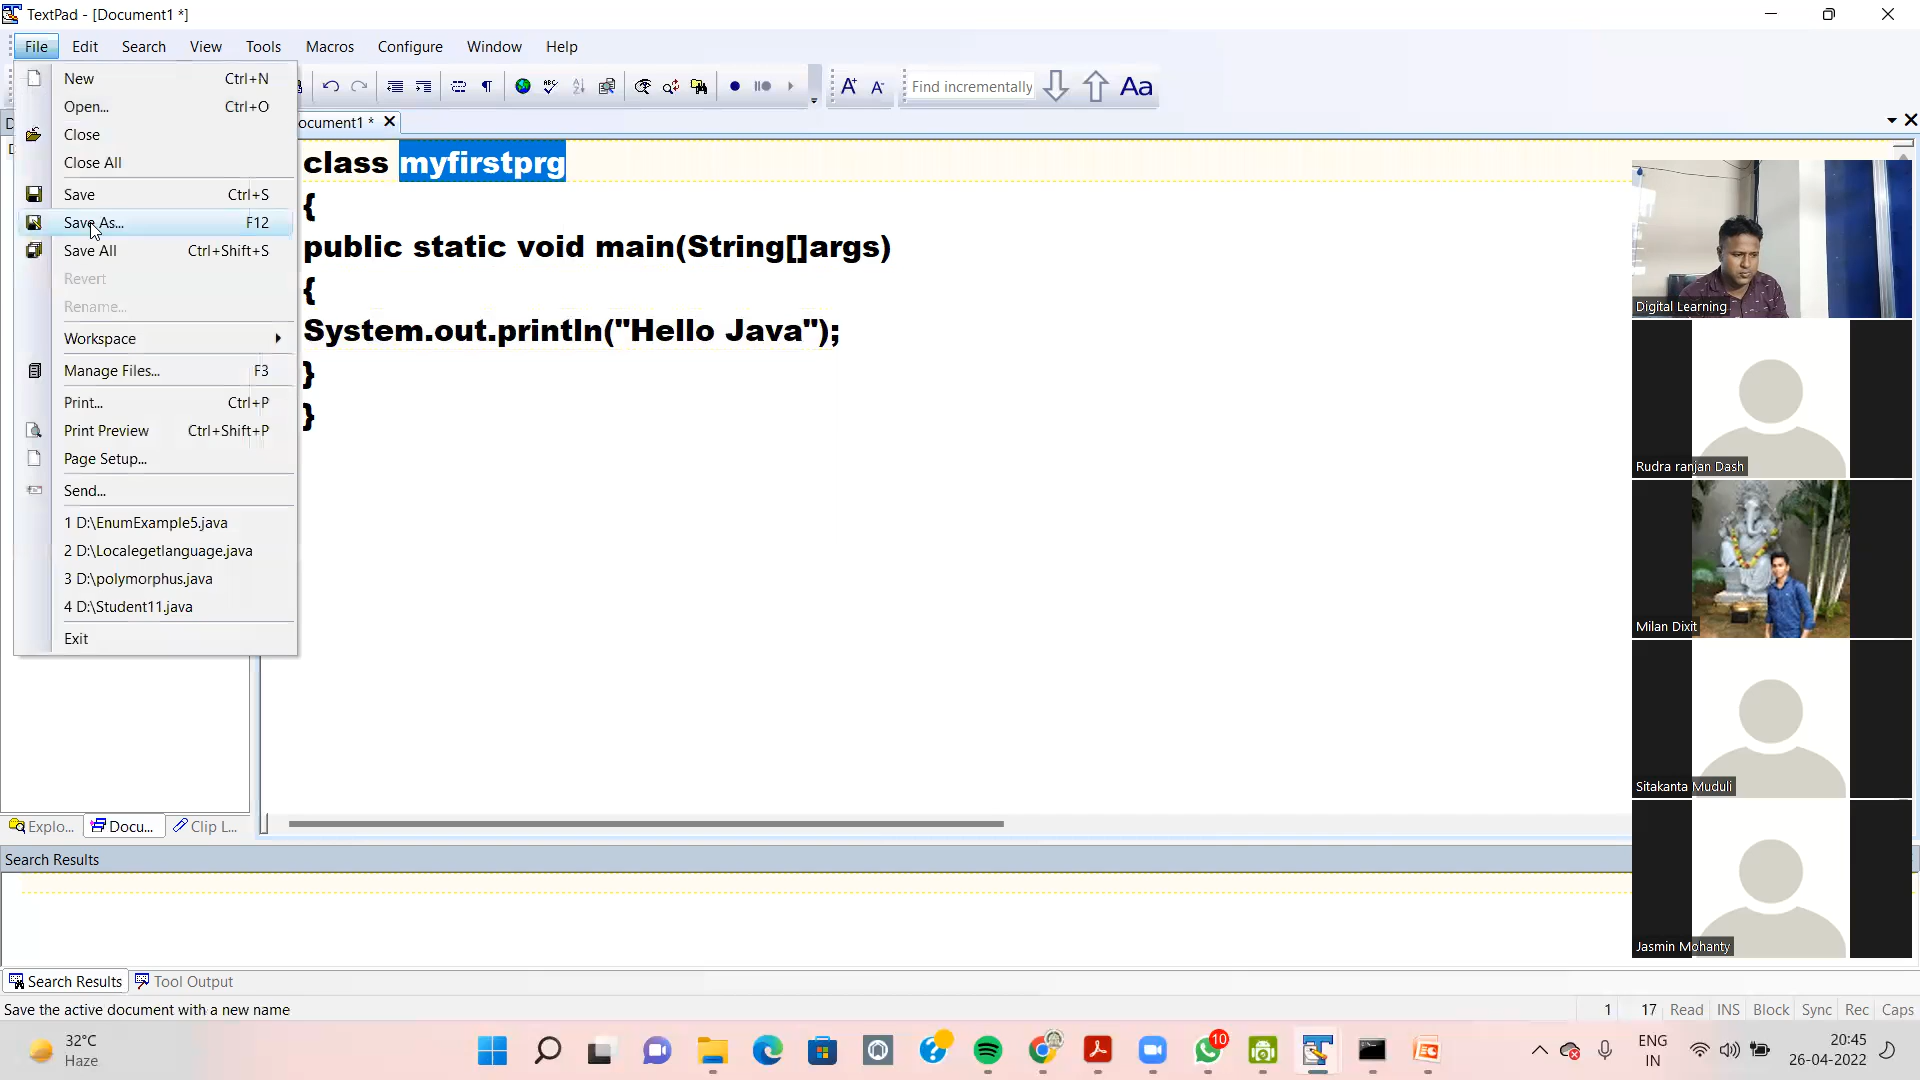 TextPad - [Document1 *]
File Edit Search View Tools Macros Configure Window Help
New Ctrl+N
Open... Ctrl+O
Close
Close All
Save Ctrl+S
Save As... F12
Save All Ctrl+Shift+S
Revert
Rename...
Workspace
Manage Files... F3
Print... Ctrl+P
Print Preview Ctrl+Shift+P
Page Setup...
Send...
1 D:\EnumExample5.java
2 D:\Localegetlanguage.java
3 D:\polymorphus.java
4 D:\Student11.java
Exit
Find incrementally
Aa
ocument1 *
class myfirstprg
{
public static void main(String[]args)
{
System.out.println("Hello Java");
}
}
Digital Learning
Rudra ranjan Dash
Milan Dixit
Sitakanta Muduli
Jasmin Mohanty
Explo... Docu... Clip L...
Search Results
Search Results Tool Output
Save the active document with a new name
1 17 Read INS Block Sync Rec Caps
32°C
Haze
10
ENG
IN
20:45
26-04-2022